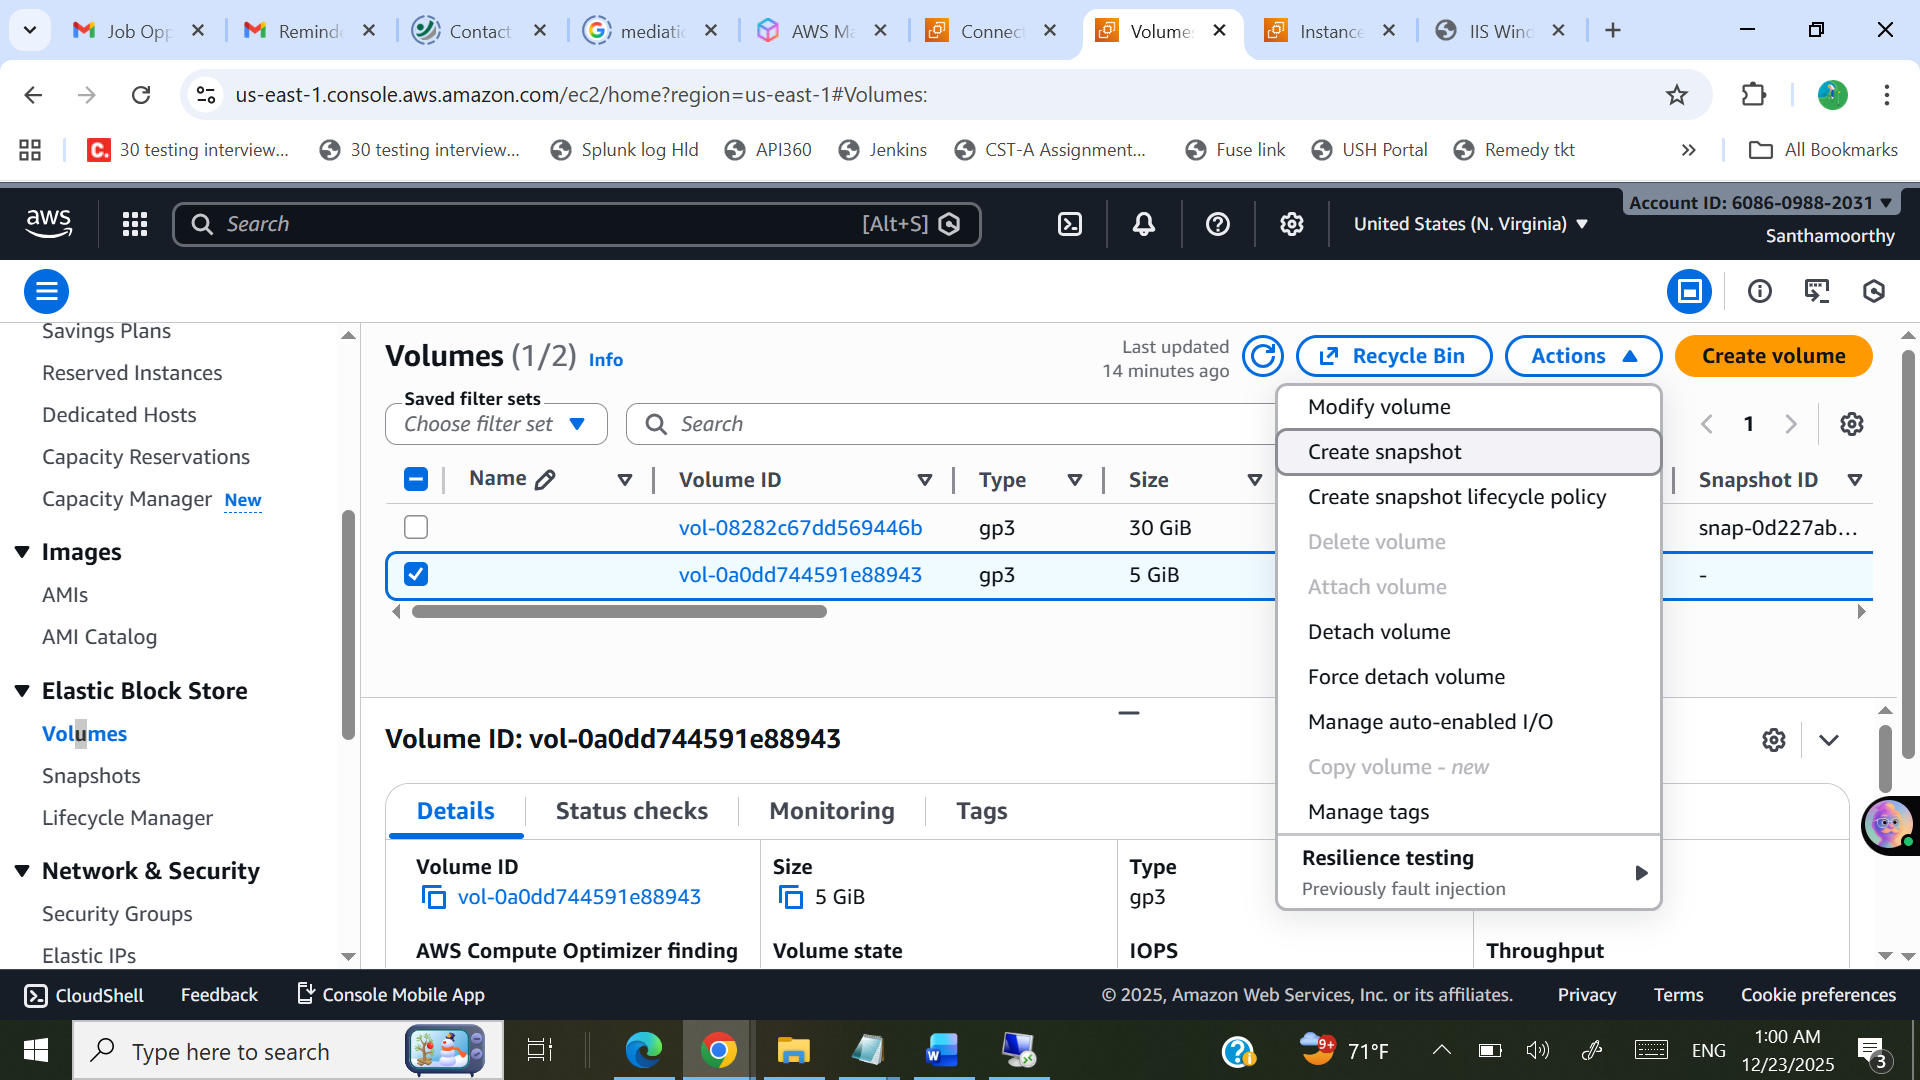 Job Opp
Reminde
Contact
mediatio
AWS Ma
Connect
Volumes
Instance
IIS Wind
us-east-1.console.aws.amazon.com/ec2/home?region=us-east-1#Volumes:
30 testing interview...
30 testing interview...
Splunk log Hld
API360
Jenkins
CST-A Assignment...
Fuse link
USH Portal
Remedy tkt
»
All Bookmarks
aws
Search
[Alt+S]
United States (N. Virginia)
Account ID: 6086-0988-2031
Santhamoorthy
Savings Plans
Reserved Instances
Dedicated Hosts
Capacity Reservations
Capacity Manager New
Images
AMIs
AMI Catalog
Elastic Block Store
Volumes
Snapshots
Lifecycle Manager
Network & Security
Security Groups
Elastic IPs
Volumes (1/2) Info
Last updated
14 minutes ago
Recycle Bin
Actions
Create volume
Saved filter sets
Choose filter set
Search
1
Name
Volume ID
Type
Size
Snapshot ID
vol-08282c67dd569446b gp3 30 GiB snap-0d227ab...
vol-0a0dd744591e88943 gp3 5 GiB -
Modify volume
Create snapshot
Create snapshot lifecycle policy
Delete volume
Attach volume
Detach volume
Force detach volume
Manage auto-enabled I/O
Copy volume - new
Manage tags
Resilience testing
Previously fault injection
Volume ID: vol-0a0dd744591e88943
Details
Status checks
Monitoring
Tags
Volume ID
vol-0a0dd744591e88943
Size
5 GiB
Type
gp3
AWS Compute Optimizer finding
Volume state
IOPS
Throughput
CloudShell
Feedback
Console Mobile App
© 2025, Amazon Web Services, Inc. or its affiliates.
Privacy
Terms
Cookie preferences
Type here to search
9+
71°F
ENG
1:00 AM
12/23/2025
3